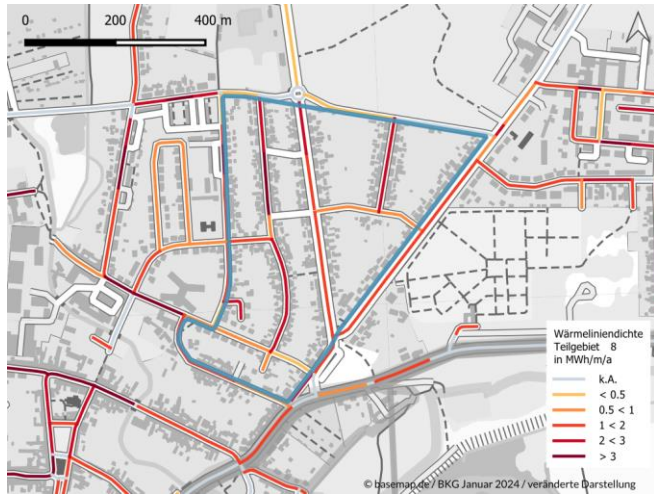 0 200 400 m
Wärmeliniendichte
Teilgebiet 8
in MWh/m/a
k.A.
< 0.5
0.5 < 1
1 < 2
2 < 3
> 3
© basemap.de / BKG Januar 2024 / veränderte Darstellung